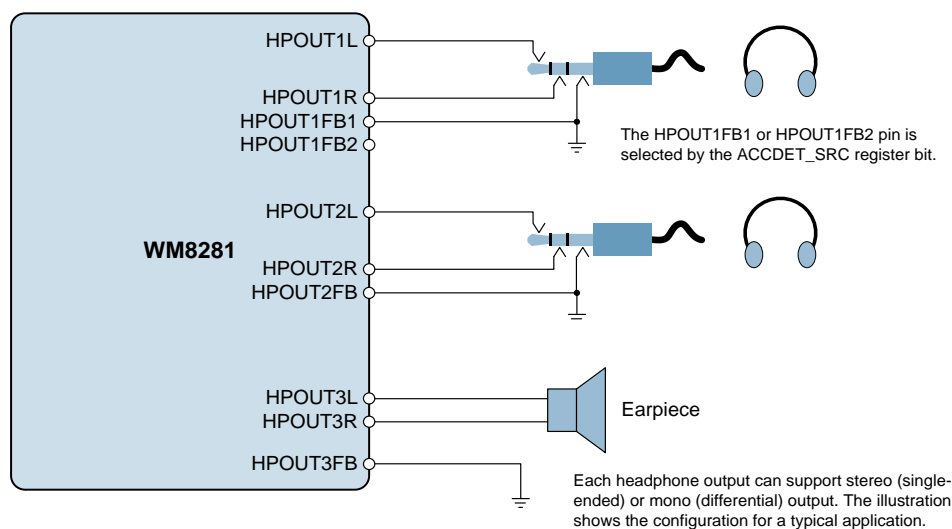 HPOUT1L
HPOUT1R
HPOUT1FB1
HPOUT1FB2
The HPOUT1FB1 or HPOUT1FB2 pin is
selected by the ACCDET_SRC register bit.
HPOUT2L
WM8281
HPOUT2R
HPOUT2FB
HPOUT3L
HPOUT3R
Earpiece
HPOUT3FB
Each headphone output can support stereo (single-
ended) or mono (differential) output. The illustration
shows the configuration for a typical application.